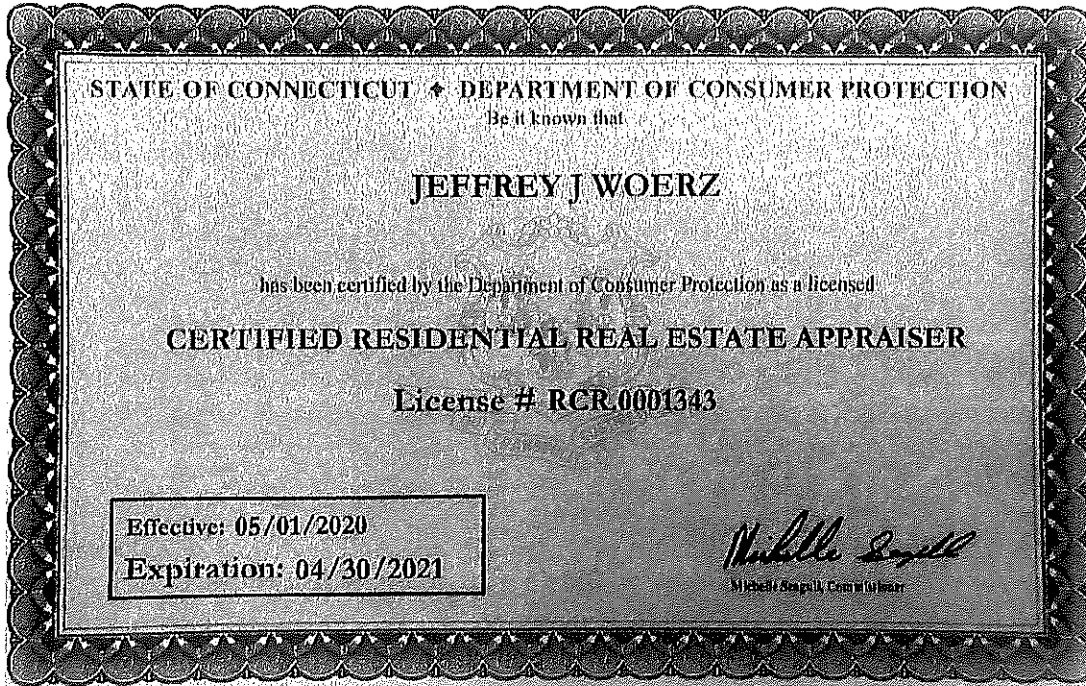 STATE OF CONNECTICUT ✦ DEPARTMENT OF CONSUMER PROTECTION
Be it known that
JEFFREY J WOERZ
has been certified by the Department of Consumer Protection as a licensed
CERTIFIED RESIDENTIAL REAL ESTATE APPRAISER
License # RCR.0001343
Effective: 05/01/2020
Expiration: 04/30/2021
Michelle Seagull
Michelle Seagull, Commissioner